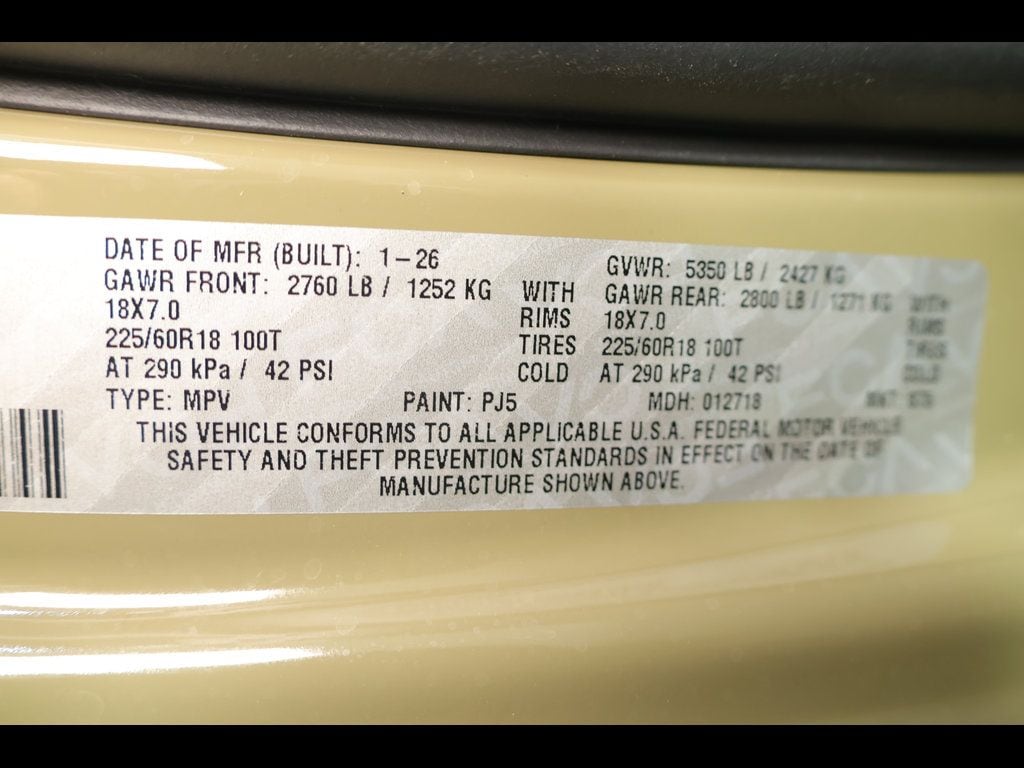 DATE OF MFR (BUILT): 1-26 GVWR: 5350 LB / 2427 KG
GAWR FRONT: 2760 LB / 1252 KG WITH GAWR REAR: 2800 LB / 1271 KG WITH
18X7.0 RIMS 18X7.0 RIMS
225/60R18 100T TIRES 225/60R18 100T TIRES
AT 290 kPa / 42 PSI COLD AT 290 kPa / 42 PSI COLD
TYPE: MPV PAINT: PJ5 MDH: 012718
THIS VEHICLE CONFORMS TO ALL APPLICABLE U.S.A. FEDERAL MOTOR VEHICLE
SAFETY AND THEFT PREVENTION STANDARDS IN EFFECT ON THE DATE OF
MANUFACTURE SHOWN ABOVE.